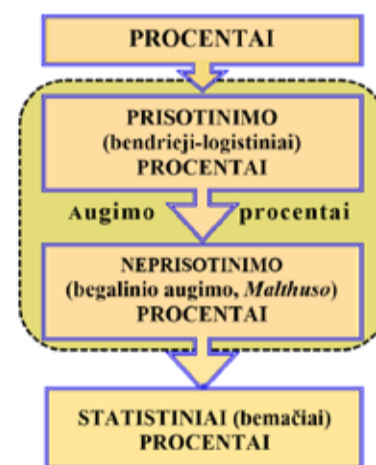 PROCENTAI
PRISOTINIMO
(bendrieji-logistiniai)
PROCENTAI
Augimo procentai
NEPRISOTINIMO
(begalinio augimo, Malthuso)
PROCENTAI
STATISTINIAI (bemačiai)
PROCENTAI